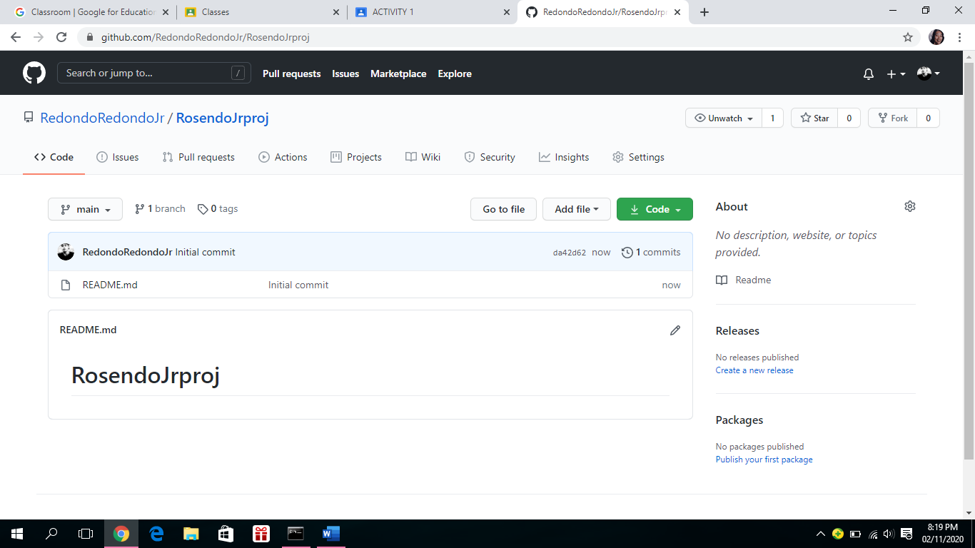 Classroom | Google for Education
Classes
ACTIVITY 1
RedondoRedondoJr/RosendoJrpro
github.com/RedondoRedondoJr/RosendoJrproj
Search or jump to...
/
Pull requests Issues Marketplace Explore
RedondoRedondoJr / RosendoJrproj
Unwatch 1 Star 0 Fork 0
Code Issues Pull requests Actions Projects Wiki Security Insights Settings
main 1 branch 0 tags Go to file Add file Code
About
No description, website, or topics
provided.
Readme
RedondoRedondoJr Initial commit da42d62 now 1 commits
README.md Initial commit now
README.md
RosendoJrproj
Releases
No releases published
Create a new release
Packages
No packages published
Publish your first package
8:19 PM
02/11/2020